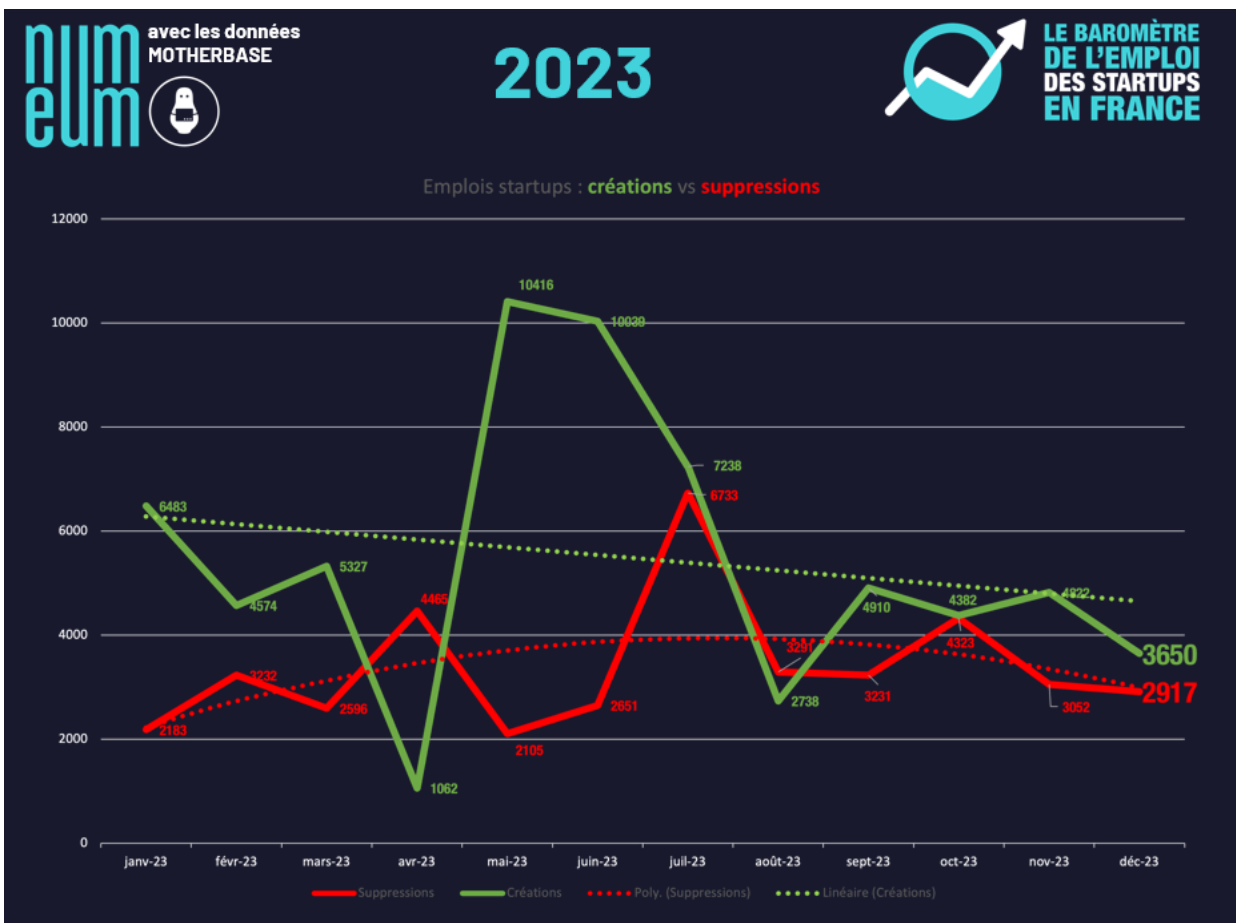 num
eum
avec les données
MOTHERBASE
2023
LE BAROMÈTRE
DE L'EMPLOI
DES STARTUPS
EN FRANCE
Emplois startups : créations vs suppressions
12000
10000
8000
6000
4000
2000
0
10416
10039
7238
6733
6483
5327
4574
4465
4910
4382
4822
4323
3650
3291
3232
3231
3052
2917
2738
2651
2596
2183
2105
1062
janv-23 févr-23 mars-23 avr-23 mai-23 juin-23 juil-23 août-23 sept-23 oct-23 nov-23 déc-23
Suppressions Créations Poly. (Suppressions) Linéaire (Créations)